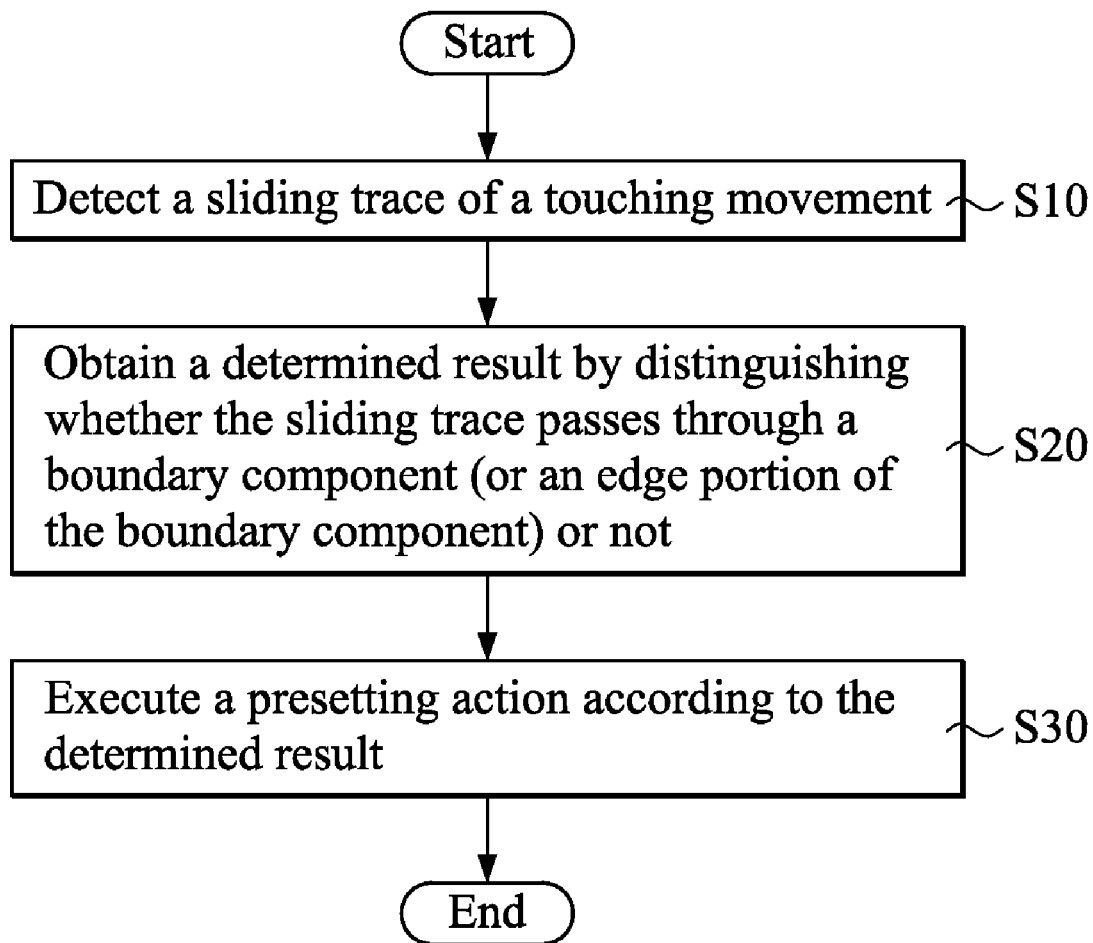 Start
Detect a sliding trace of a touching movement
S10
Obtain a determined result by distinguishing
whether the sliding trace passes through a
boundary component (or an edge portion of
the boundary component) or not
S20
Execute a presetting action according to the
determined result
S30
End